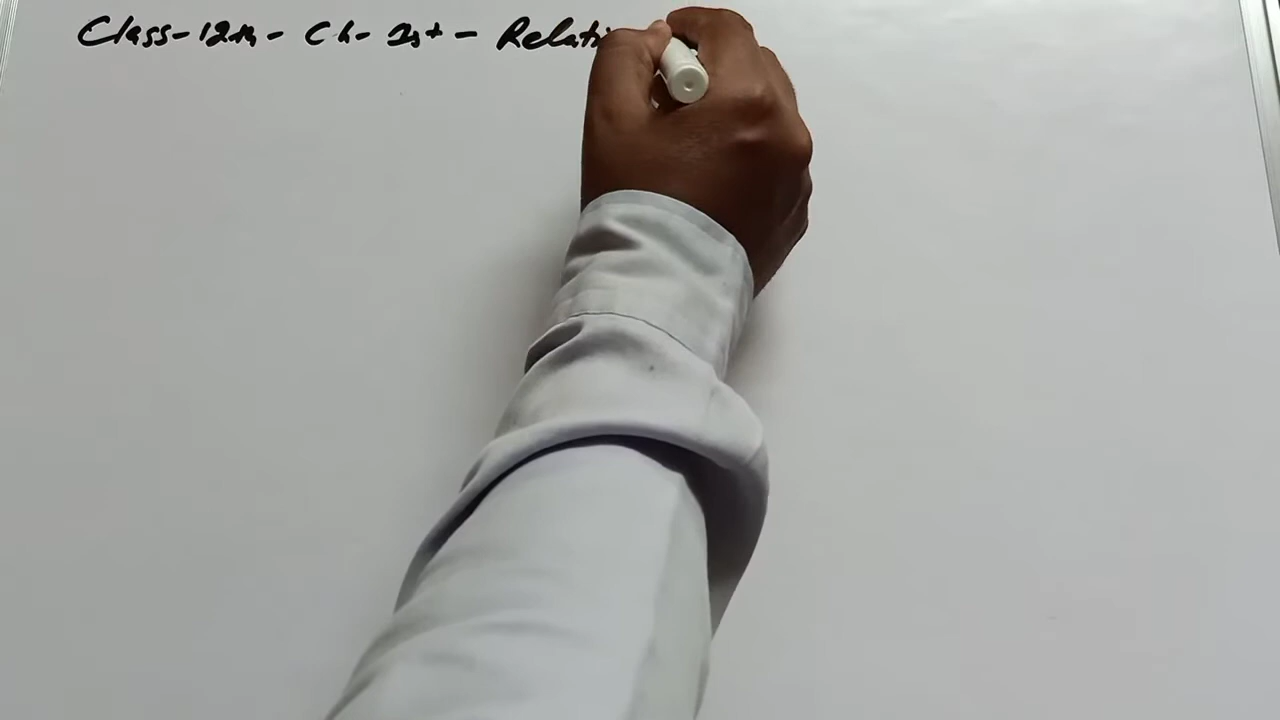 Class-12th - Ch- 1st - Relati